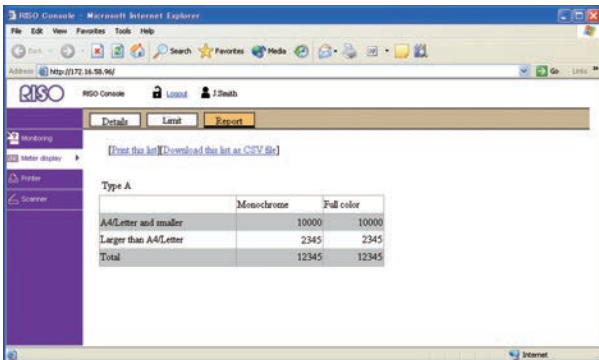 RISO Console - Microsoft Internet Explorer
File Edit View Favorites Tools Help
Back Search Favorites Media
Address http://172.16.58.96/ Go Links »
RISO RISO Console Logout J.Smith
Details Limit Report
Monitoring
Meter display
Printer
Scanner
[Print this list][Download this list as CSV file]
Type A
Monochrome Full color
A4/Letter and smaller 10000 10000
Larger than A4/Letter 2345 2345
Total 12345 12345
Internet